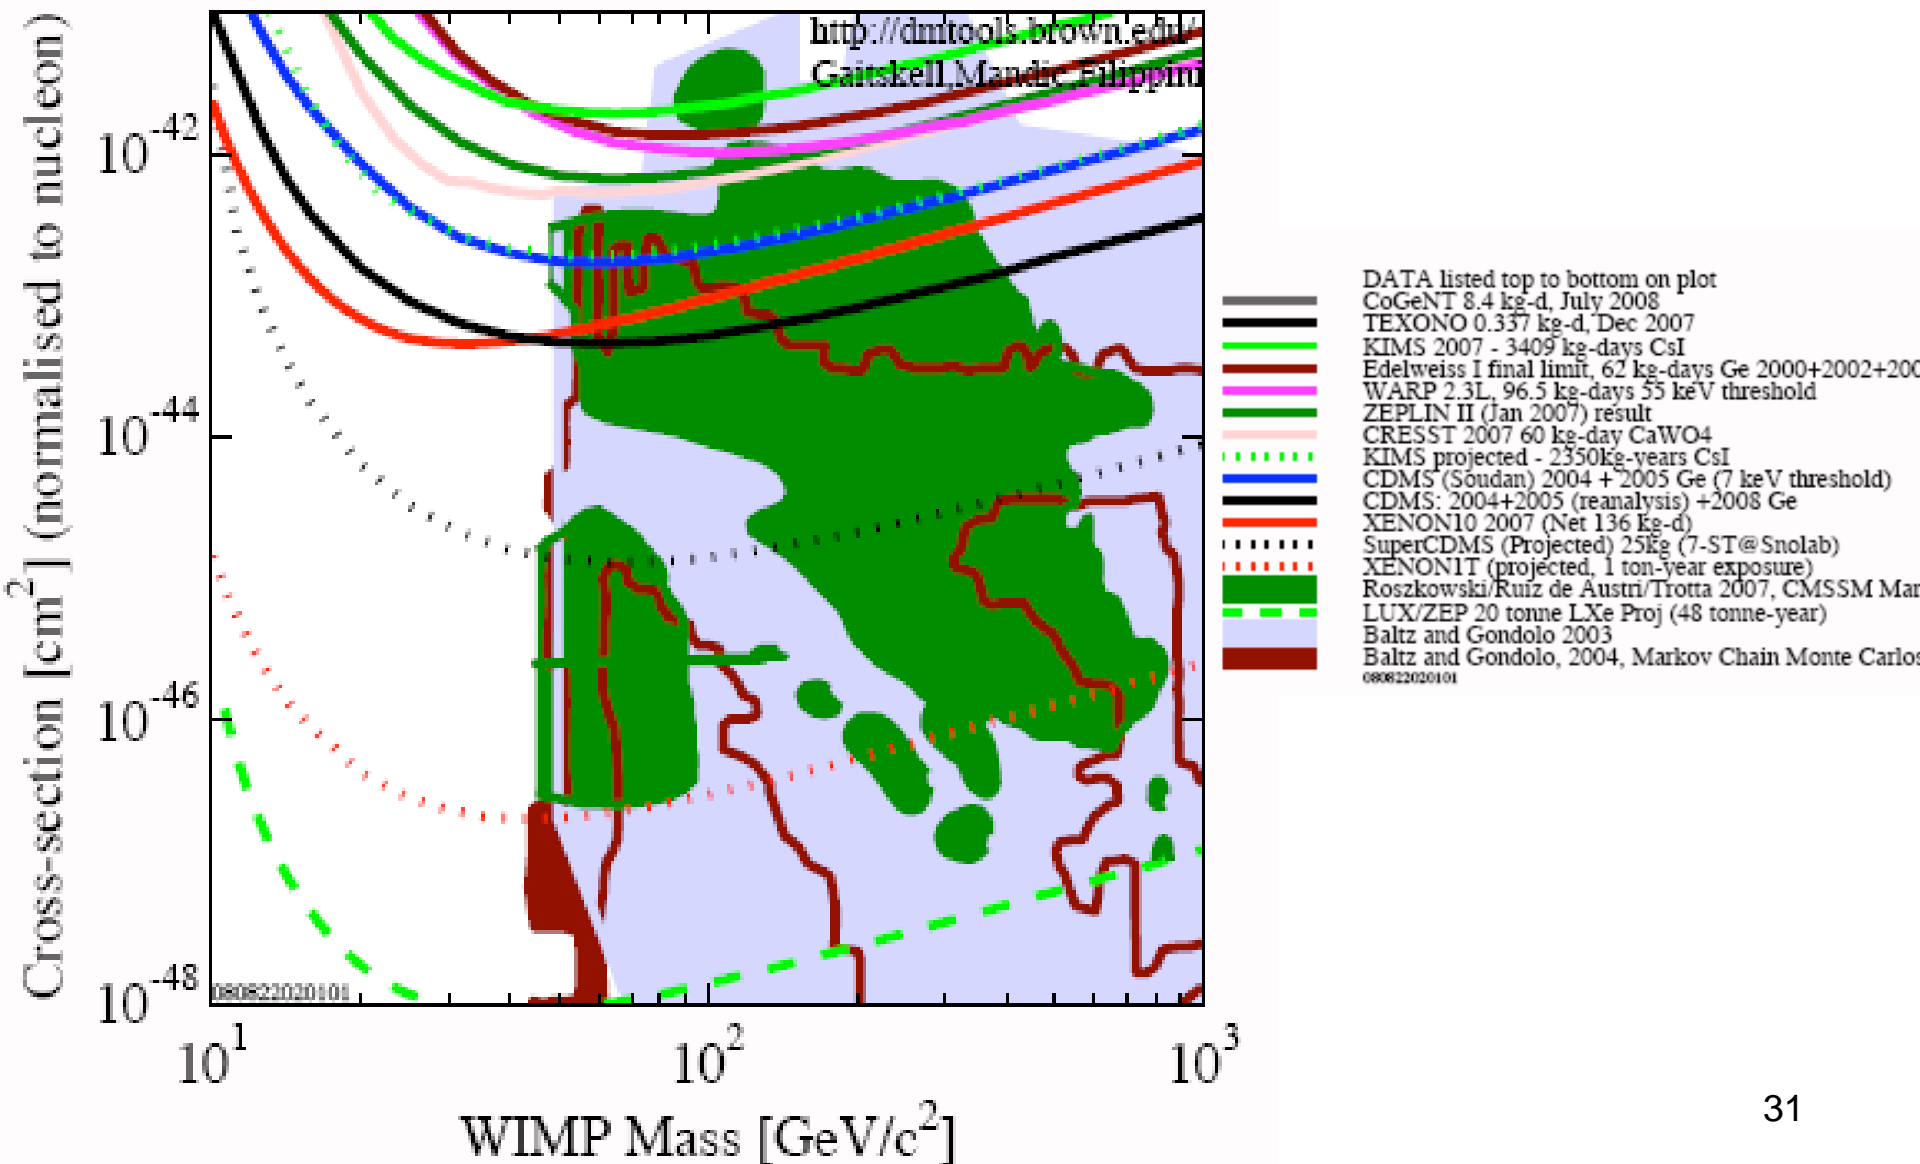 http://dmtools.brown.edu/
Gaitskell,Mandic,Filippini
Cross-section [cm2] (normalised to nucleon)
10-42
10-44
10-46
10-48
080822020101
101
102
103
WIMP Mass [GeV/c2]
DATA listed top to bottom on plot
CoGeNT 8.4 kg-d, July 2008
TEXONO 0.337 kg-d, Dec 2007
KIMS 2007 - 3409 kg-days CsI
Edelweiss I final limit, 62 kg-days Ge 2000+2002+200
WARP 2.3L, 96.5 kg-days 55 keV threshold
ZEPLIN II (Jan 2007) result
CRESST 2007 60 kg-day CaWO4
KIMS projected - 2350kg-years CsI
CDMS (Soudan) 2004 + 2005 Ge (7 keV threshold)
CDMS: 2004+2005 (reanalysis) +2008 Ge
XENON10 2007 (Net 136 kg-d)
SuperCDMS (Projected) 25kg (7-ST@Snolab)
XENON1T (projected, 1 ton-year exposure)
Roszkowski/Ruiz de Austri/Trotta 2007, CMSSM Mar
LUX/ZEP 20 tonne LXe Proj (48 tonne-year)
Baltz and Gondolo 2003
Baltz and Gondolo, 2004, Markov Chain Monte Carlos
080822020101
31